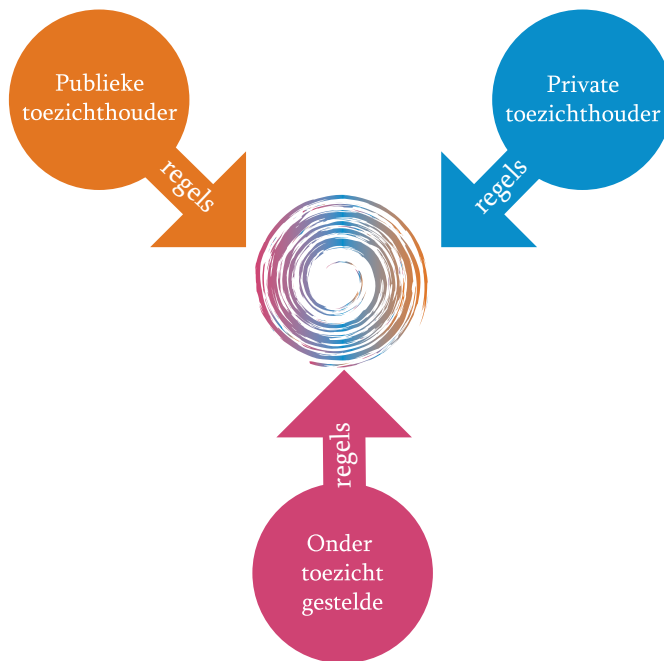 Publieke
toezichthouder
regels
Private
toezichthouder
regels
regels
Onder
toezicht
gestelde